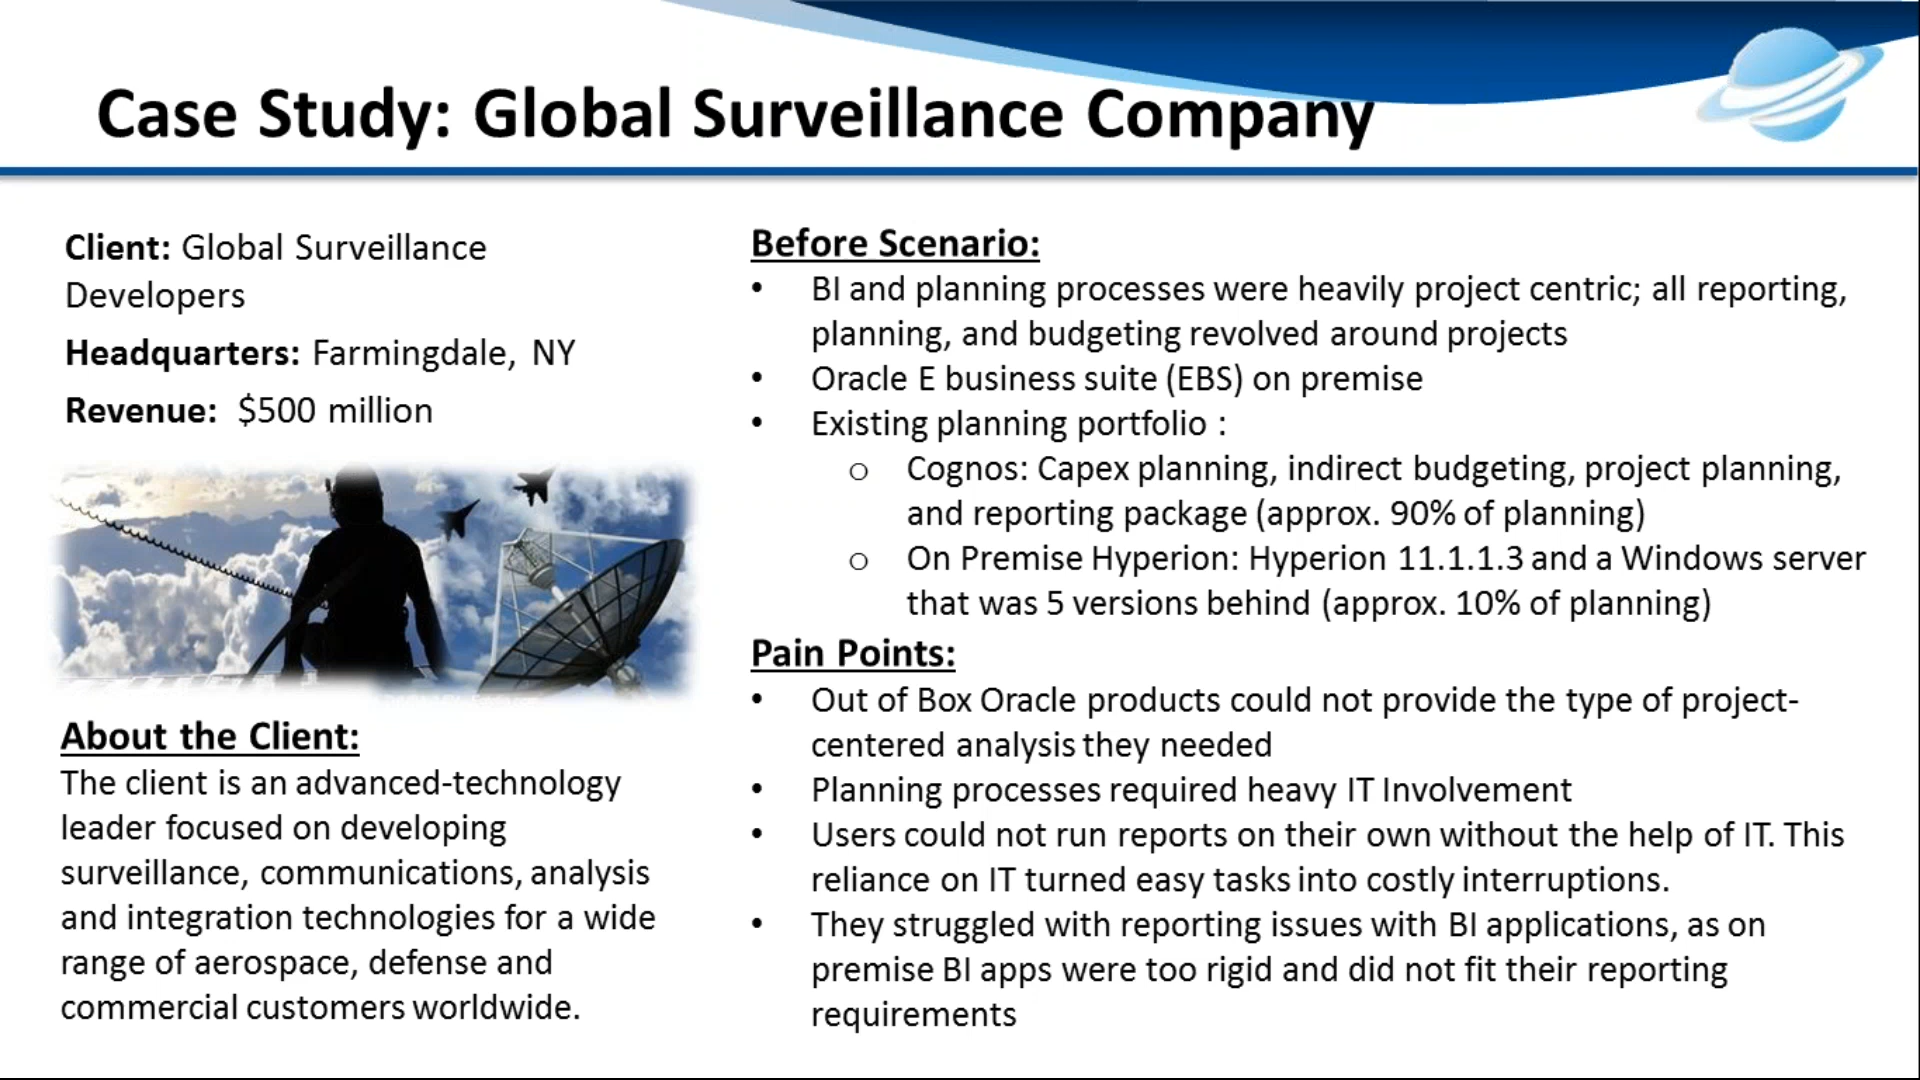 Case Study: Global Surveillance Company
Client: Global Surveillance
Developers
Headquarters: Farmingdale, NY
Revenue: $500 million
About the Client:
The client is an advanced-technology
leader focused on developing
surveillance, communications, analysis
and integration technologies for a wide
range of aerospace, defense and
commercial customers worldwide.
Before Scenario:
• BI and planning processes were heavily project centric; all reporting,
planning, and budgeting revolved around projects
• Oracle E business suite (EBS) on premise
• Existing planning portfolio :
o Cognos: Capex planning, indirect budgeting, project planning,
and reporting package (approx. 90% of planning)
o On Premise Hyperion: Hyperion 11.1.1.3 and a Windows server
that was 5 versions behind (approx. 10% of planning)
Pain Points:
• Out of Box Oracle products could not provide the type of project-
centered analysis they needed
• Planning processes required heavy IT Involvement
• Users could not run reports on their own without the help of IT. This
reliance on IT turned easy tasks into costly interruptions.
• They struggled with reporting issues with BI applications, as on
premise BI apps were too rigid and did not fit their reporting
requirements